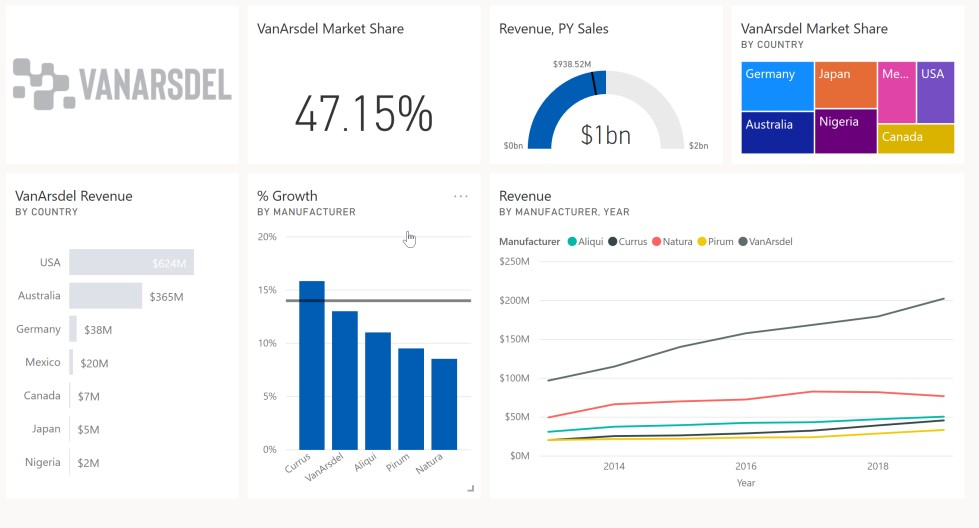 VANARSDEL
VanArsdel Market Share
47.15%
Revenue, PY Sales
$938.52M
$0bn
$1bn
$2bn
VanArsdel Market Share
BY COUNTRY
Germany
Japan
Me...
USA
Australia
Nigeria
Canada
VanArsdel Revenue
BY COUNTRY
USA $624M
Australia $365M
Germany $38M
Mexico $20M
Canada $7M
Japan $5M
Nigeria $2M
% Growth
BY MANUFACTURER
20%
15%
10%
5%
0%
Currus VanArsdel Aliqui Pirum Natura
Revenue
BY MANUFACTURER, YEAR
Manufacturer Aliqui Currus Natura Pirum VanArsdel
$250M
$200M
$150M
$100M
$50M
$0M
2014 2016 2018
Year